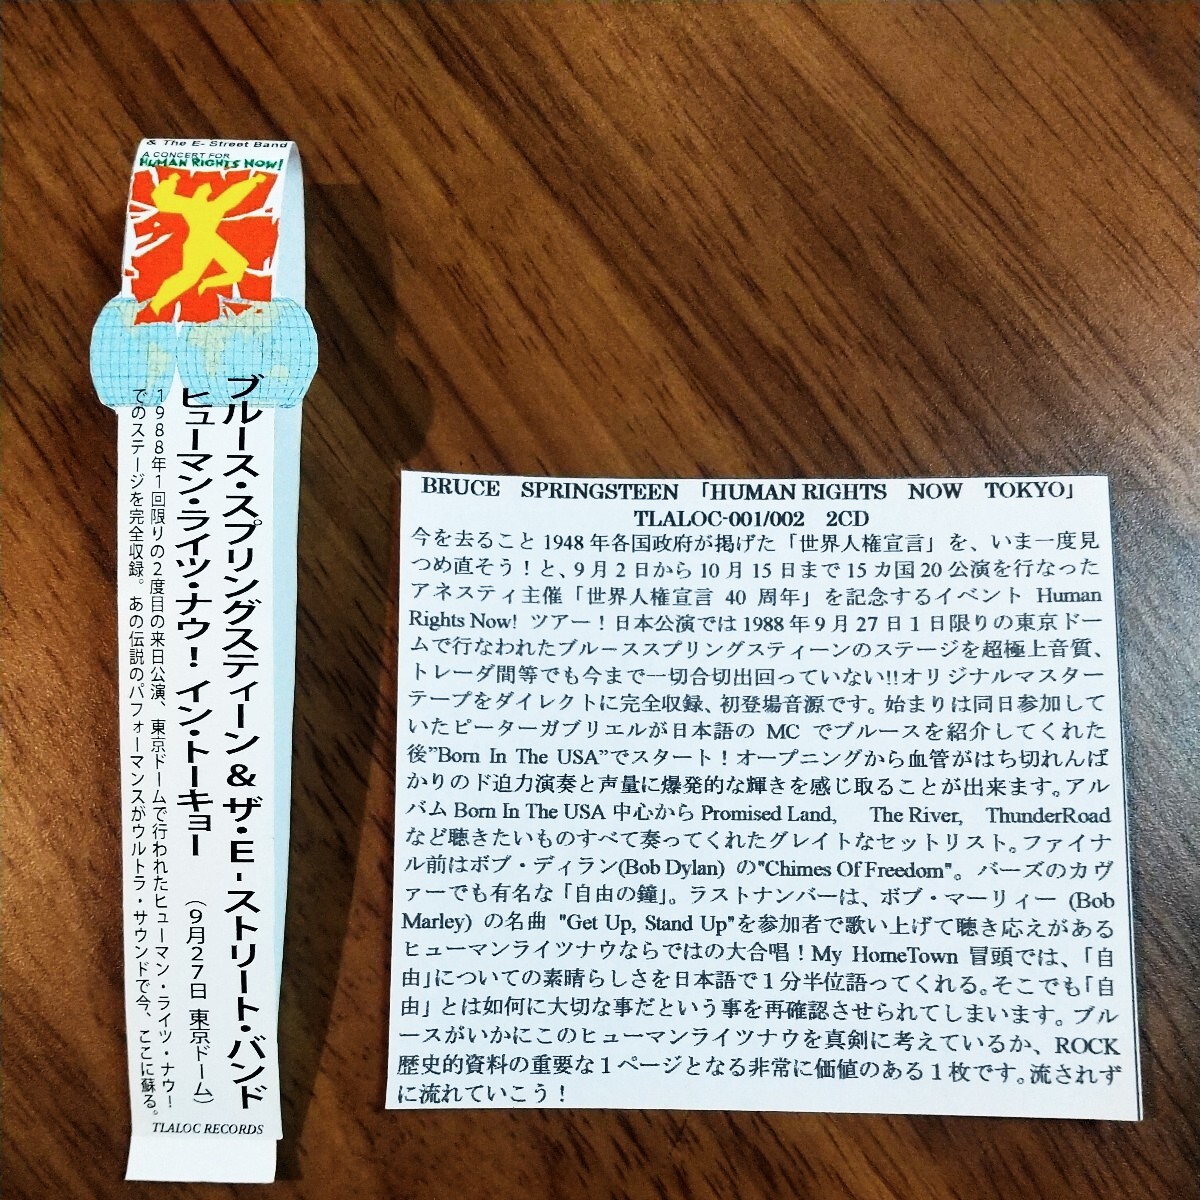 & The E- Street Band
A CONCERT FOR
HUMAN RIGHTS NOW!
ブルース・スプリングスティーン＆ザ・E-ストリート・バンド
ヒューマン・ライツ・ナウ！イン・トーキョー　（9月27日 東京ドーム）
1988年1回限りの2度目の来日公演、東京ドームで行われたヒューマン・ライツ・ナウ！
でのステージを完全収録。あの伝説のパフォーマンスがウルトラ・サウンドで今、ここに蘇る。
TLALOC RECORDS
BRUCE SPRINGSTEEN 「HUMAN RIGHTS NOW TOKYO」
TLALOC-001/002 2CD
今を去ること1948年各国政府が掲げた「世界人権宣言」を、いま一度見
つめ直そう！と、9月2日から10月15日まで15カ国20公演を行なった
アネスティ主催「世界人権宣言 40 周年」を記念するイベント Human
Rights Now! ツアー！日本公演では1988年9月27日1日限りの東京ドー
ムで行なわれたブルーススプリングスティーンのステージを超極上音質、
トレーダ間等でも今まで一切合切出回っていない!!オリジナルマスター
テープをダイレクトに完全収録、初登場音源です。始まりは同日参加して
いたピーターガブリエルが日本語の MC でブルースを紹介してくれた
後”Born In The USA”でスタート！オープニングから血管がはち切れんば
かりのド迫力演奏と声量に爆発的な輝きを感じ取ることが出来ます。アル
バム Born In The USA 中心から Promised Land, The River, ThunderRoad
など聴きたいものすべて奏ってくれたグレイトなセットリスト。ファイナ
ル前はボブ・ディラン(Bob Dylan) の"Chimes Of Freedom"。バーズのカヴ
ァーでも有名な「自由の鐘」。ラストナンバーは、ボブ・マーリィー (Bob
Marley) の名曲 "Get Up, Stand Up"を参加者で歌い上げて聴き応えがある
ヒューマンライツナウならではの大合唱！My HomeTown 冒頭では、「自
由」についての素晴らしさを日本語で1分半位語ってくれる。そこでも「自
由」とは如何に大切な事だという事を再確認させられてしまいます。ブル
ースがいかにこのヒューマンライツナウを真剣に考えているか、ROCK
歴史的資料の重要な1ページとなる非常に価値のある1枚です。流されず
に流れていこう！